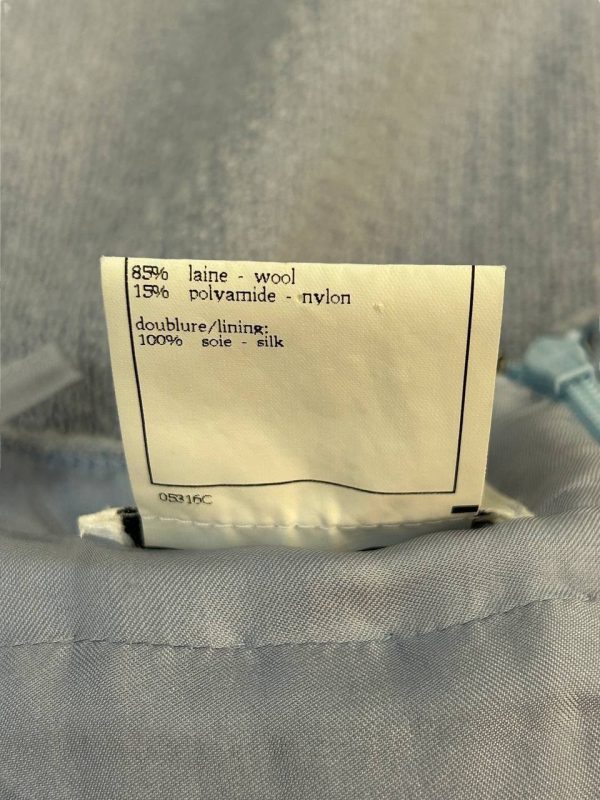 85% laine - wool
15% polyamide - nylon
doublure/lining:
100% soie - silk
05316C